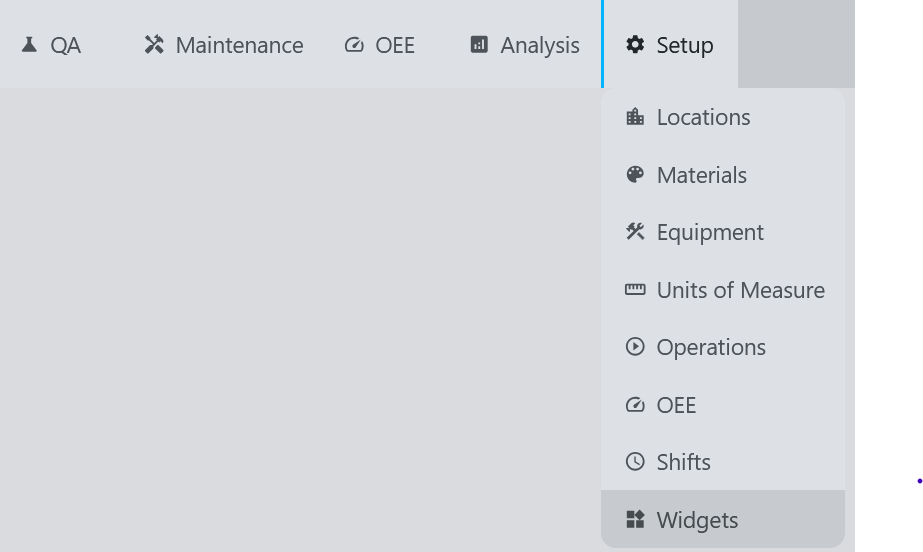 QA Maintenance OEE Analysis Setup
Locations
Materials
Equipment
Units of Measure
Operations
OEE
Shifts
Widgets